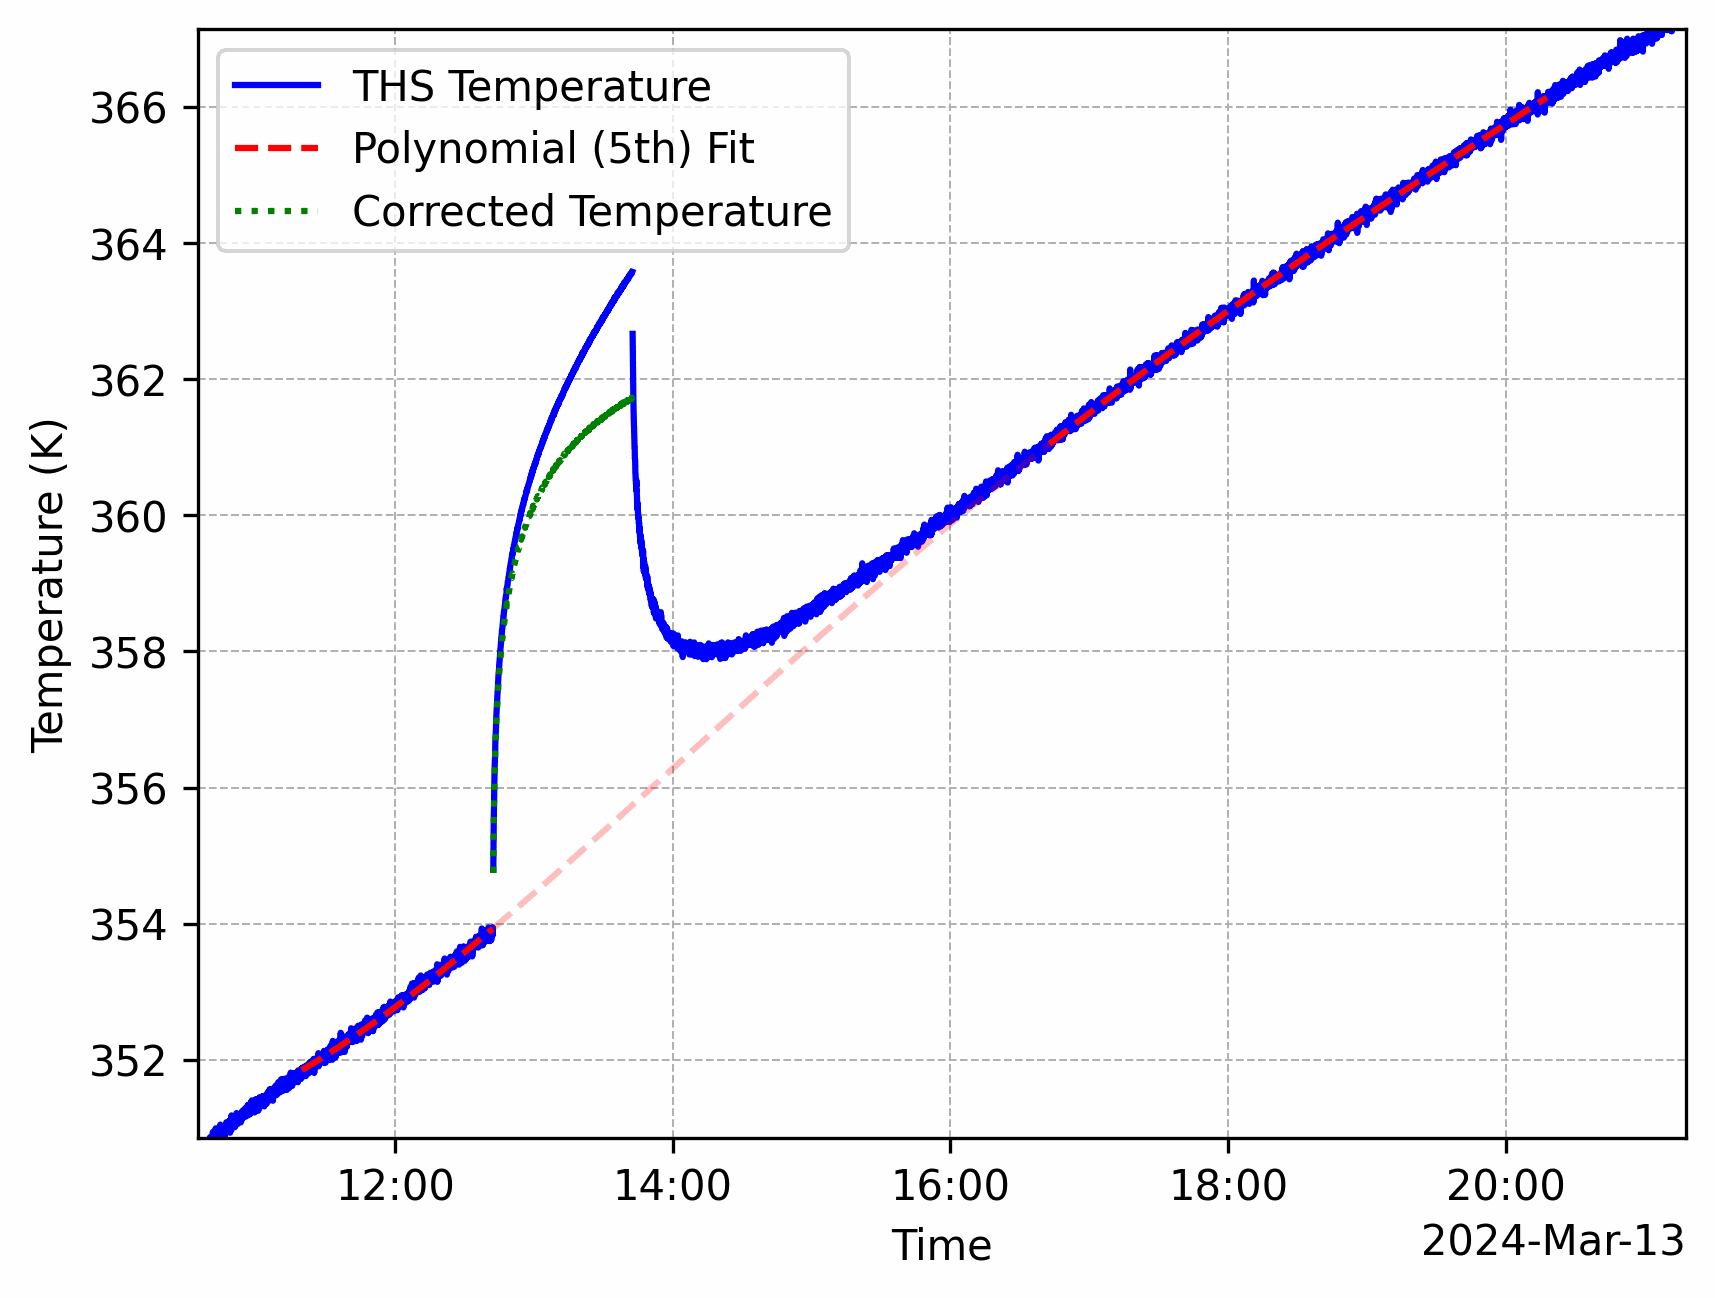 THS Temperature
Polynomial (5th) Fit
Corrected Temperature
366
364
362
360
358
356
354
352
Temperature (K)
12:00 14:00 16:00 18:00 20:00
Time
2024-Mar-13